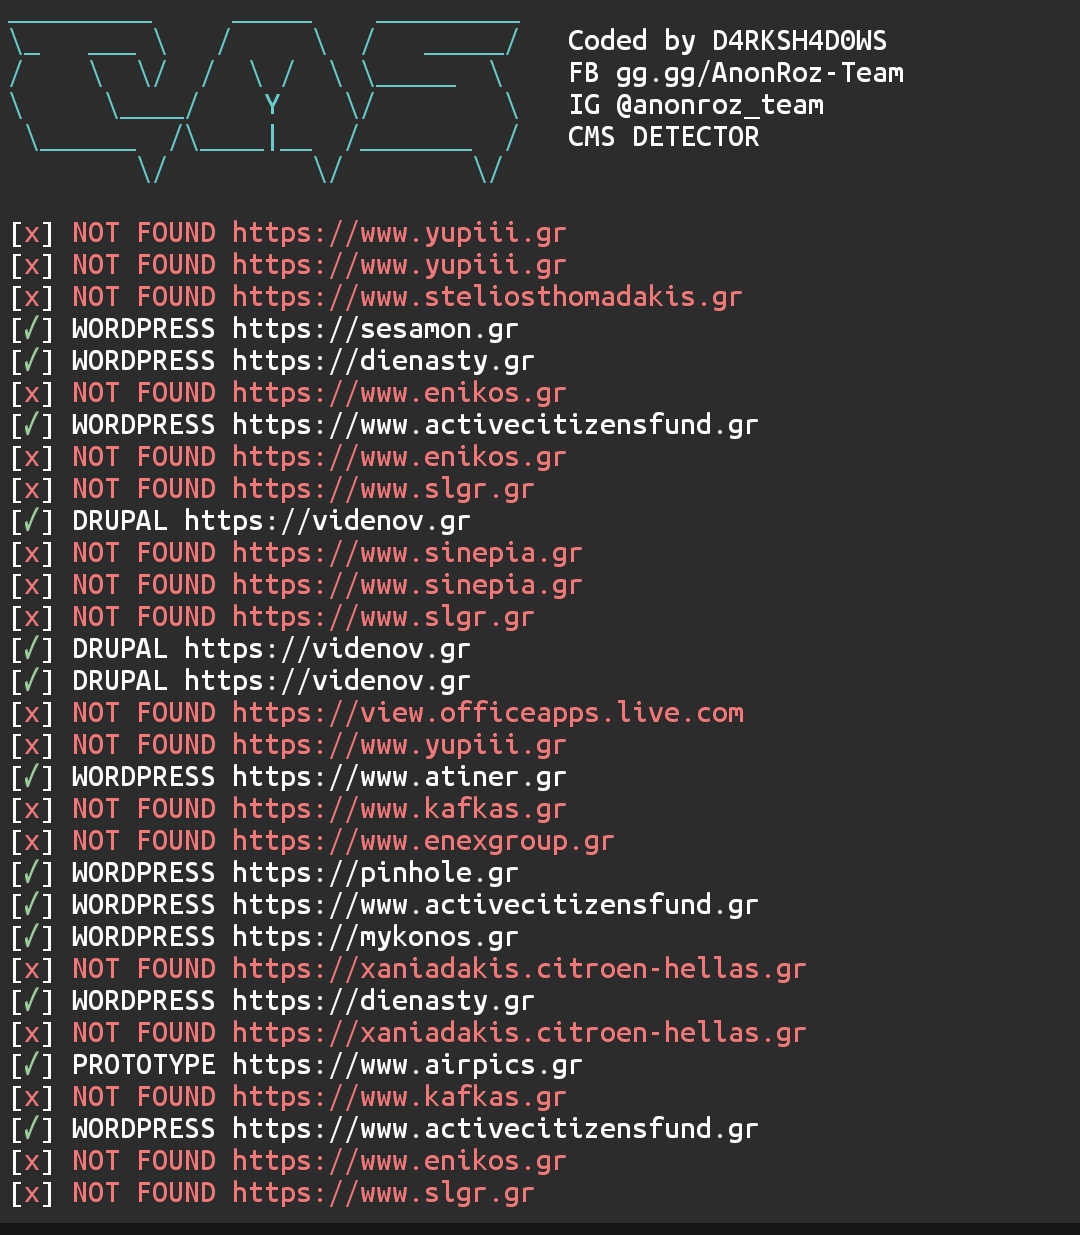 Coded by D4RKSH4D0WS
FB gg.gg/AnonRoz-Team
IG @anonroz_team
CMS DETECTOR
[x] NOT FOUND https://www.yupiii.gr
[x] NOT FOUND https://www.yupiii.gr
[x] NOT FOUND https://www.steliosthomadakis.gr
[✓] WORDPRESS https://sesamon.gr
[✓] WORDPRESS https://dienasty.gr
[x] NOT FOUND https://www.enikos.gr
[✓] WORDPRESS https://www.activecitizensfund.gr
[x] NOT FOUND https://www.enikos.gr
[x] NOT FOUND https://www.slgr.gr
[✓] DRUPAL https://videnov.gr
[x] NOT FOUND https://www.sinepia.gr
[x] NOT FOUND https://www.sinepia.gr
[x] NOT FOUND https://www.slgr.gr
[✓] DRUPAL https://videnov.gr
[✓] DRUPAL https://videnov.gr
[x] NOT FOUND https://view.officeapps.live.com
[x] NOT FOUND https://www.yupiii.gr
[✓] WORDPRESS https://www.atiner.gr
[x] NOT FOUND https://www.kafkas.gr
[x] NOT FOUND https://www.enexgroup.gr
[✓] WORDPRESS https://pinhole.gr
[✓] WORDPRESS https://www.activecitizensfund.gr
[✓] WORDPRESS https://mykonos.gr
[x] NOT FOUND https://xaniadakis.citroen-hellas.gr
[✓] WORDPRESS https://dienasty.gr
[x] NOT FOUND https://xaniadakis.citroen-hellas.gr
[✓] PROTOTYPE https://www.airpics.gr
[x] NOT FOUND https://www.kafkas.gr
[✓] WORDPRESS https://www.activecitizensfund.gr
[x] NOT FOUND https://www.enikos.gr
[x] NOT FOUND https://www.slgr.gr